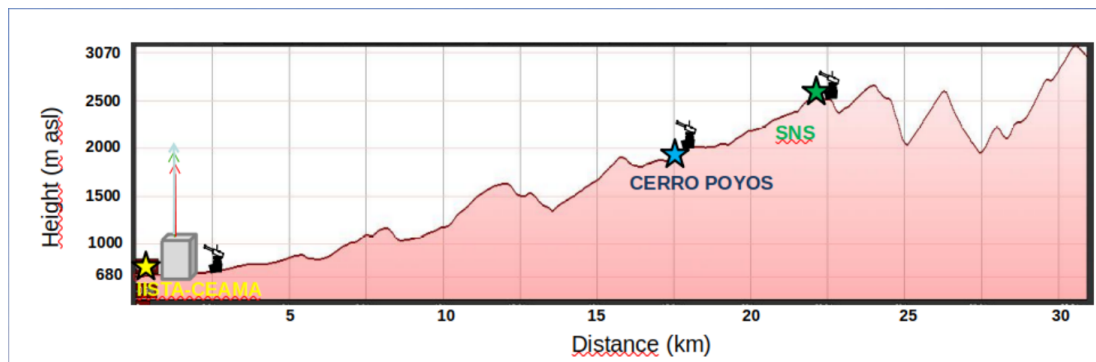 3070
2500
2000
1500
1000
680
Height (m asl)
SNS
CERRO POYOS
IISTA-CEAMA
5
10
15
20
25
30
Distance (km)